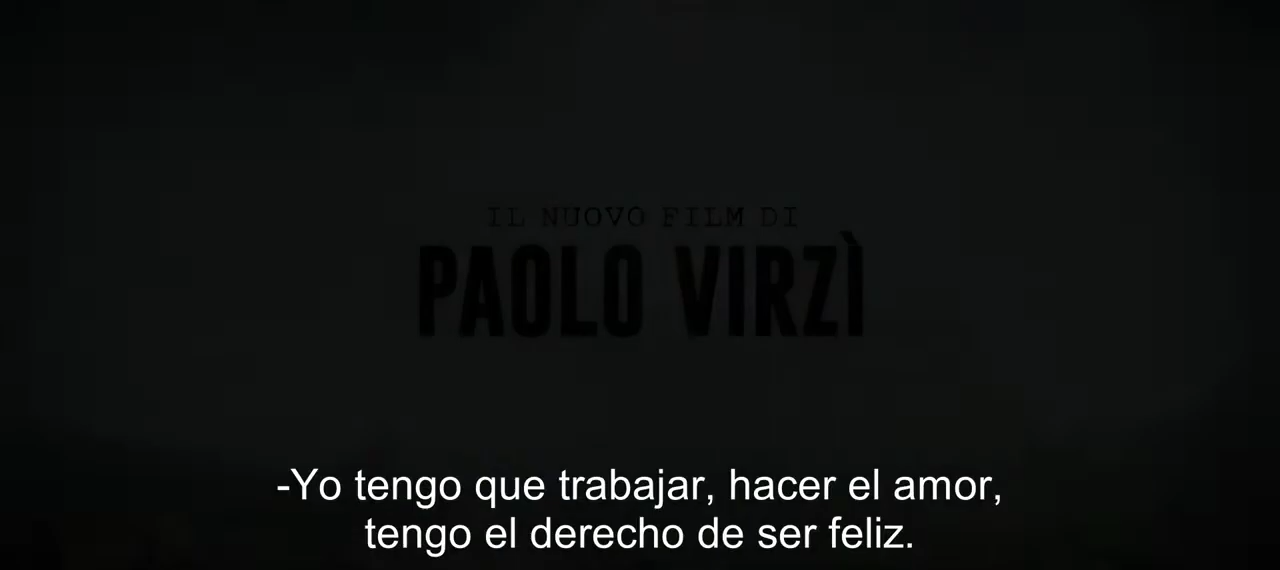 IL NUOVO FILM DI
PAOLO VIRZÌ
-Yo tengo que trabajar, hacer el amor,
tengo el derecho de ser feliz.